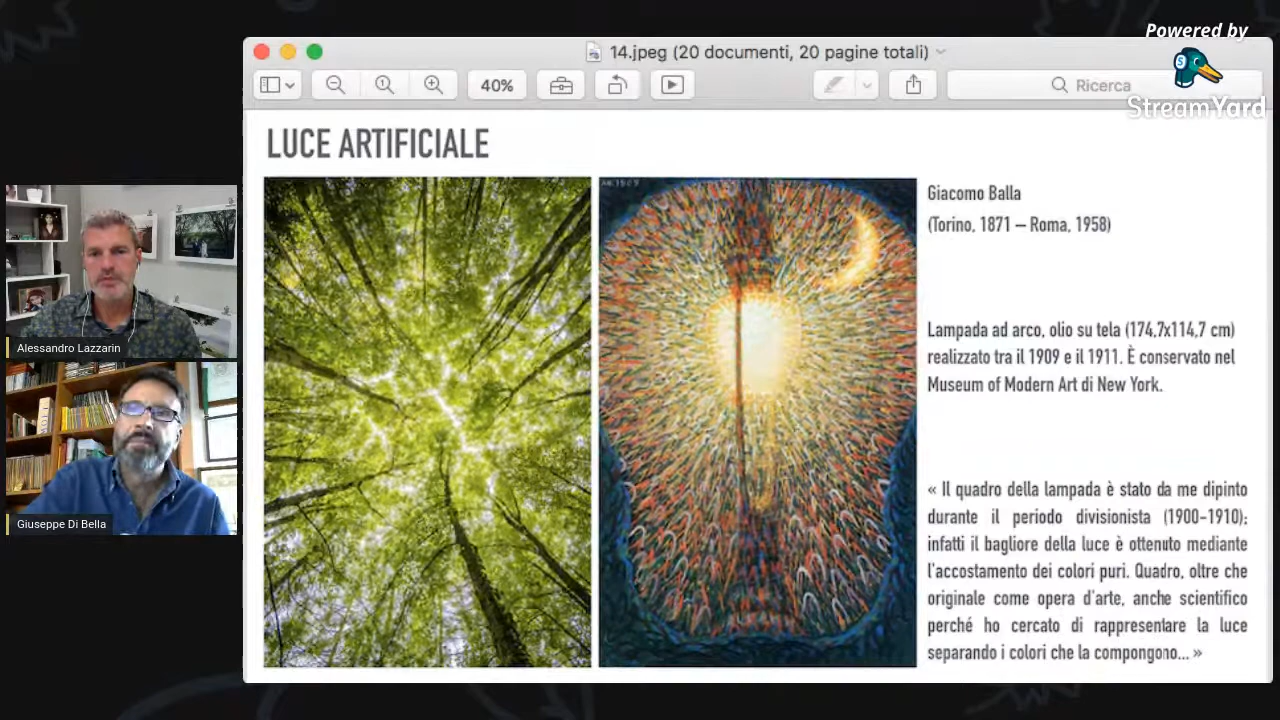 Powered by
StreamYard
14.jpeg (20 documenti, 20 pagine totali)
40%
Ricerca
LUCE ARTIFICIALE
Giacomo Balla
(Torino, 1871 – Roma, 1958)
Lampada ad arco, olio su tela (174,7x114,7 cm)
realizzato tra il 1909 e il 1911. È conservato nel
Museum of Modern Art di New York.
« Il quadro della lampada è stato da me dipinto
durante il periodo divisionista (1900-1910);
infatti il bagliore della luce è ottenuto mediante
l'accostamento dei colori puri. Quadro, oltre che
originale come opera d'arte, anche scientifico
perché ho cercato di rappresentare la luce
separando i colori che la compongono... »
Alessandro Lazzarin
Giuseppe Di Bella